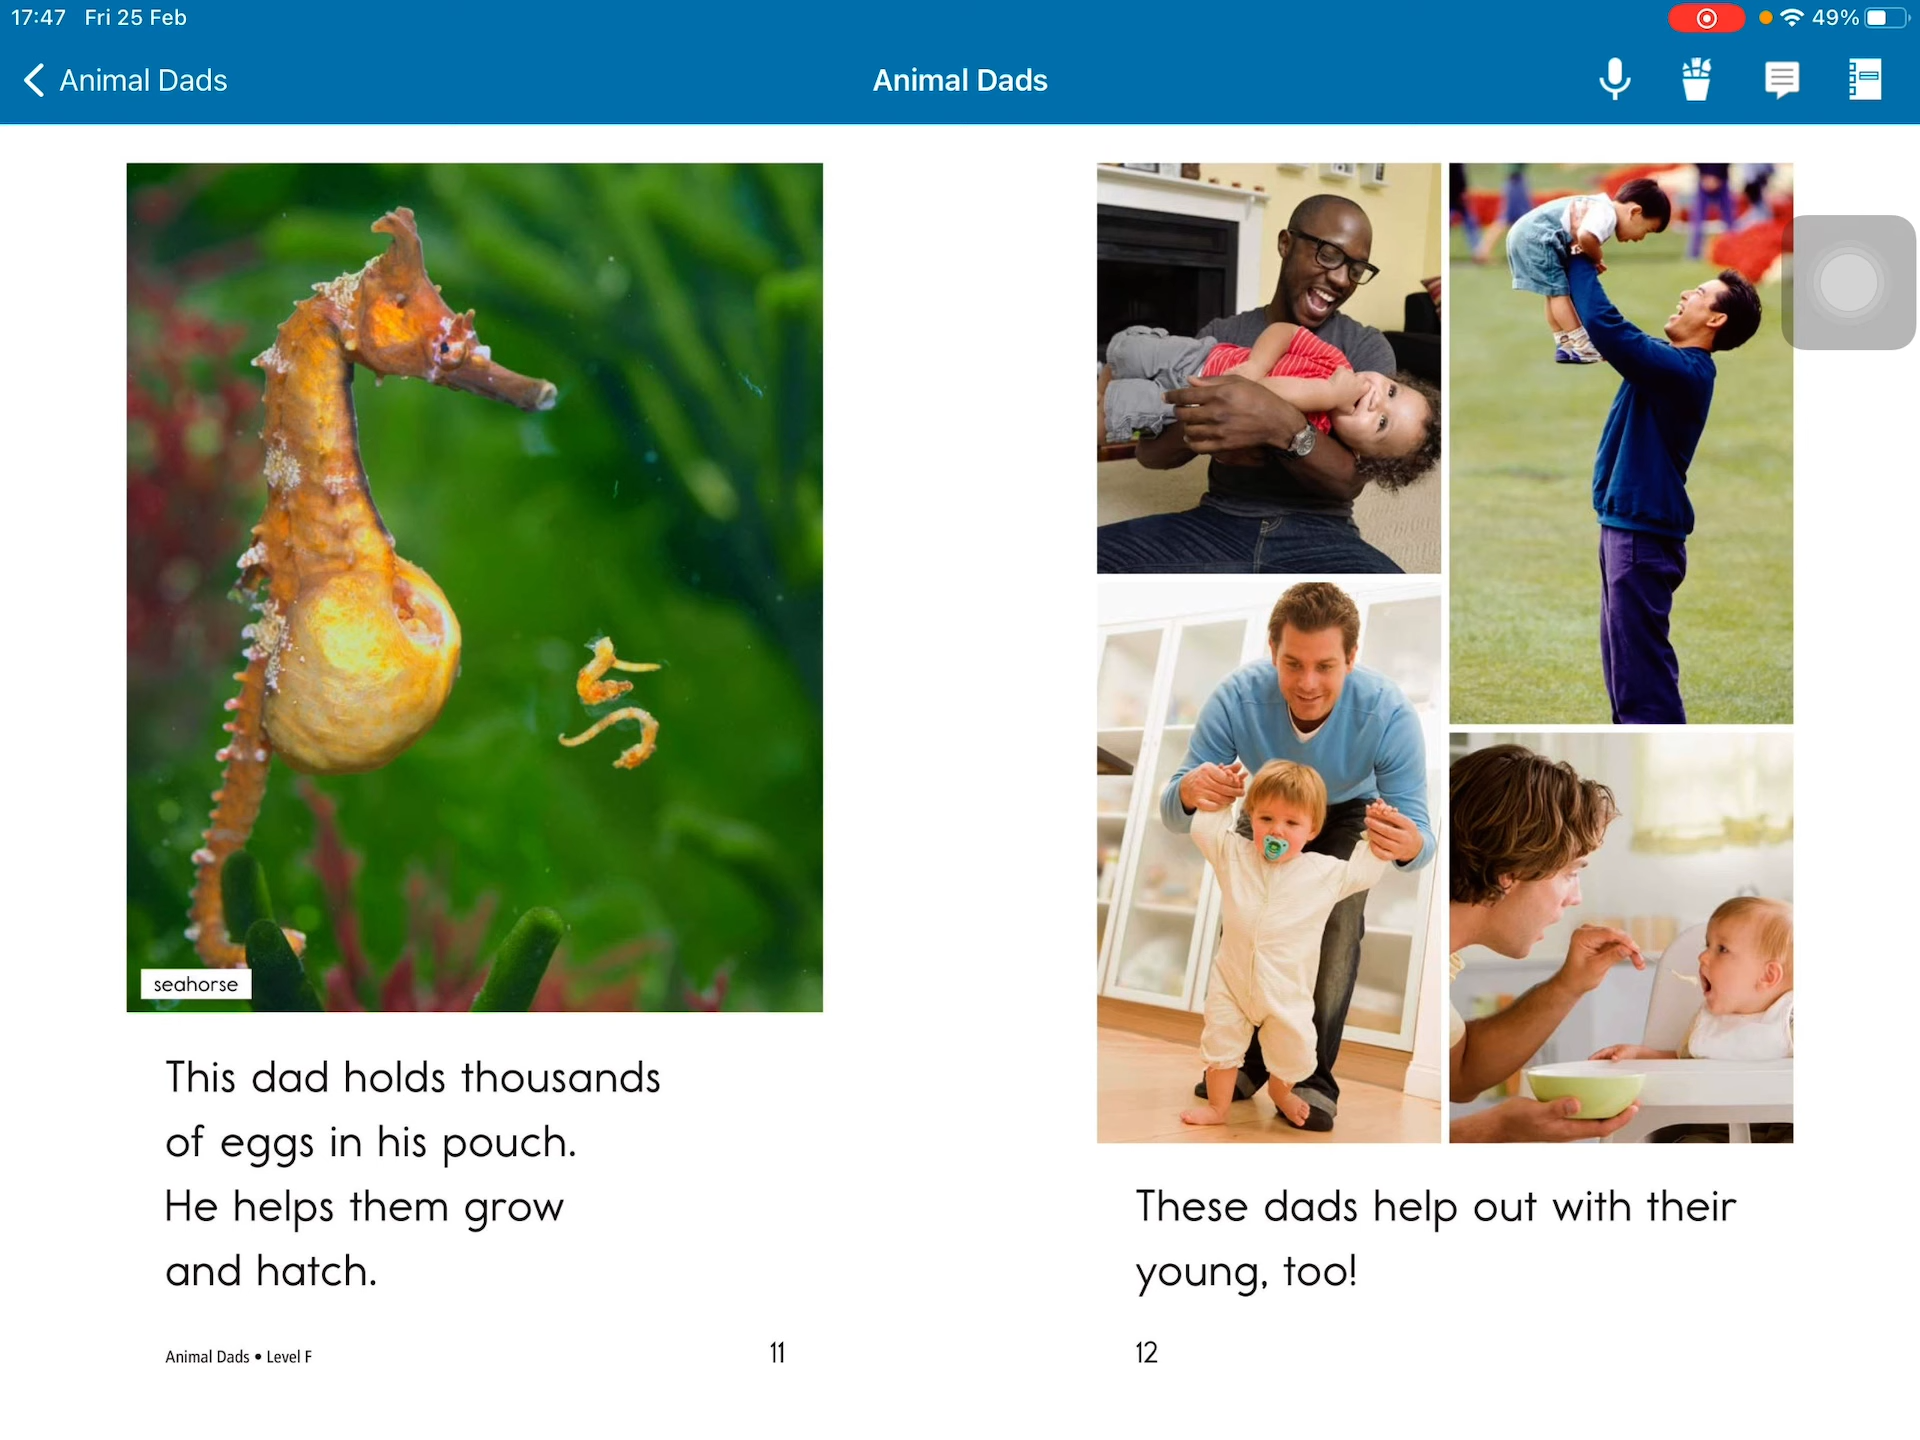 17:47 Fri 25 Feb
49%
Animal Dads
Animal Dads
seahorse
This dad holds thousands
of eggs in his pouch.
He helps them grow
and hatch.
Animal Dads • Level F
11
These dads help out with their
young, too!
12